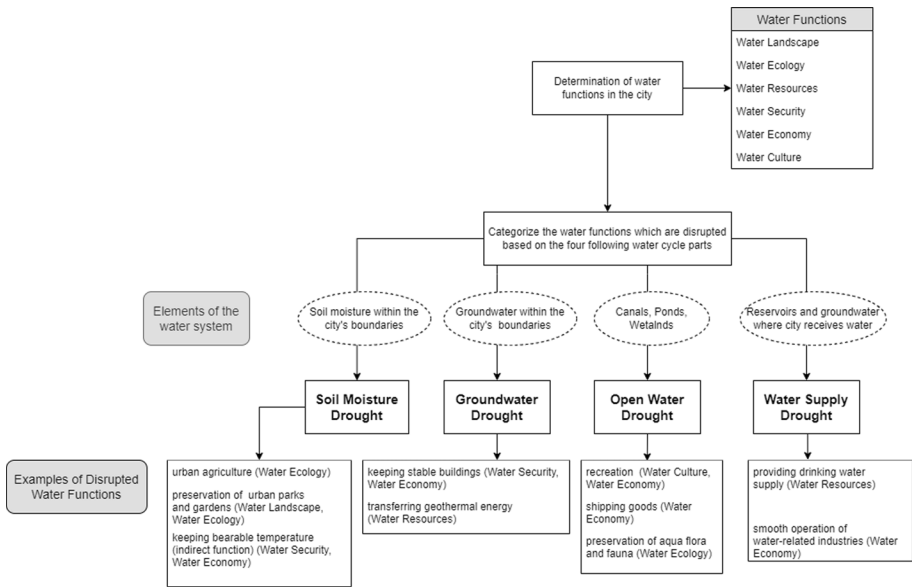 Water Functions
Water Landscape
Water Ecology
Water Resources
Water Security
Water Economy
Water Culture
Determination of water
functions in the city
Categorize the water functions which are disrupted
based on the four following water cycle parts
Elements of the
water system
Soil moisture within the
city's boundaries
Groundwater within the
city's boundaries
Canals, Ponds,
Wetalnds
Reservoirs and groundwater
where city receives water
Soil Moisture
Drought
Groundwater
Drought
Open Water
Drought
Water Supply
Drought
Examples of Disrupted
Water Functions
urban agriculture (Water Ecology)
preservation of urban parks
and gardens (Water Landscape,
Water Ecology)
keeping bearable temperature
(indirect function) (Water Security,
Water Economy)
keeping stable buildings (Water Security,
Water Economy)
transferring geothermal energy
(Water Resources)
recreation (Water Culture,
Water Economy)
shipping goods (Water
Economy)
preservation of aqua flora
and fauna (Water Ecology)
providing drinking water
supply (Water Resources)
smooth operation of
water-related industries (Water
Economy)